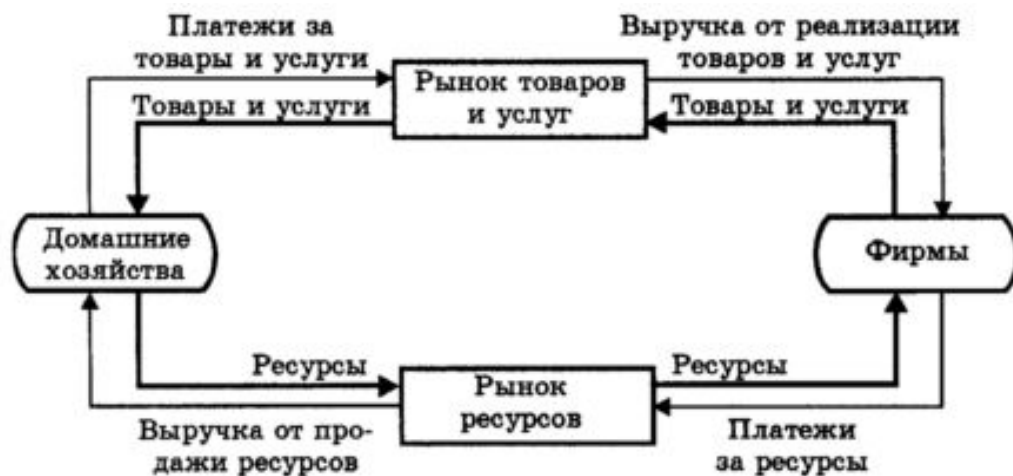 Платежи за
товары и услуги
Выручка от реализации
товаров и услуг
Рынок товаров
и услуг
Товары и услуги
Товары и услуги
Домашние
хозяйства
Фирмы
Ресурсы
Рынок
ресурсов
Ресурсы
Выручка от про-
дажи ресурсов
Платежи
за ресурсы